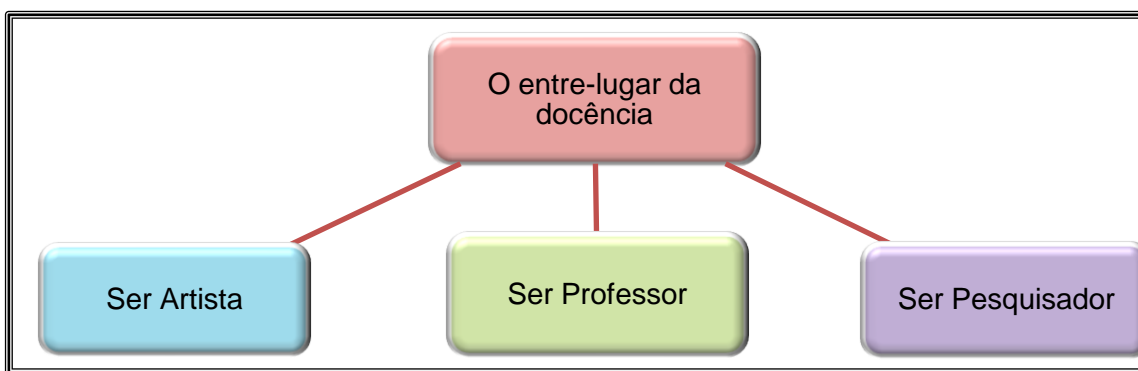 O entre-lugar da
docência
Ser Artista
Ser Professor
Ser Pesquisador